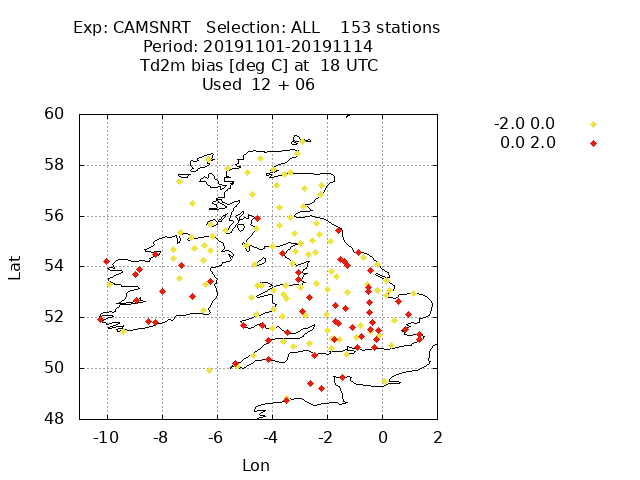 Exp: CAMSNRT Selection: ALL 153 stations
Period: 20191101-20191114
Td2m bias [deg C] at 18 UTC
Used 12 + 06
-2.0 0.0
0.0 2.0
60
58
56
54
52
50
48
Lat
-10 -8 -6 -4 -2 0 2
Lon